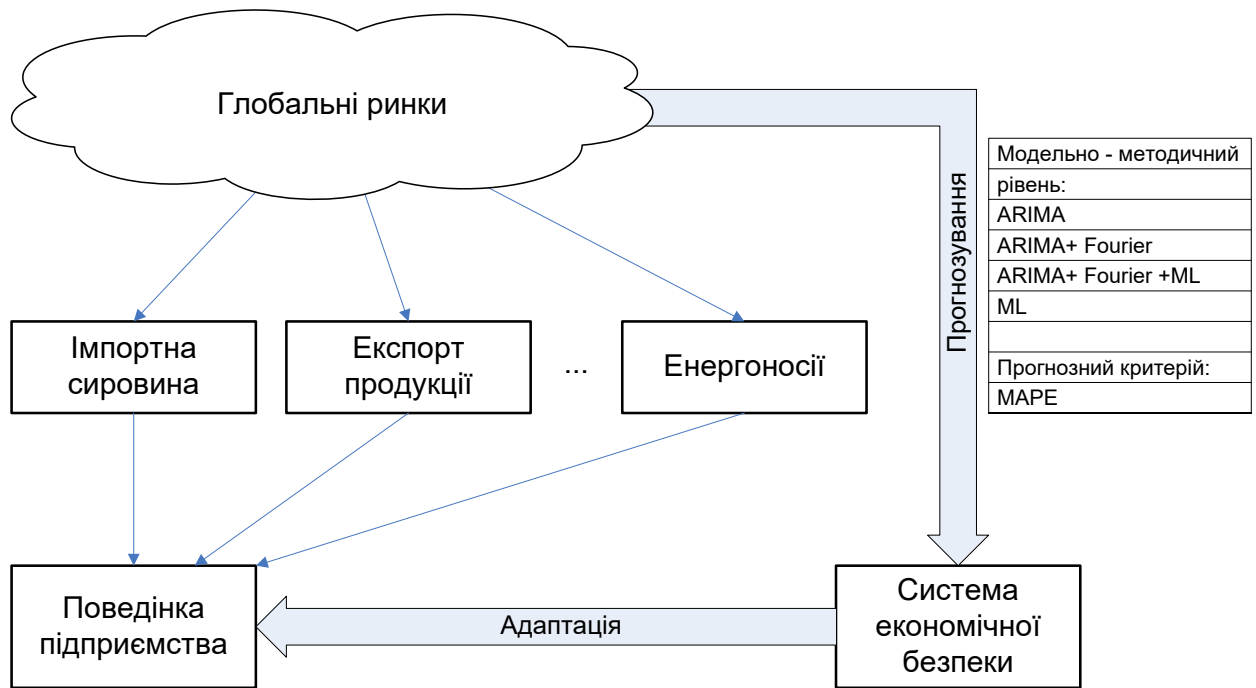 Глобальні ринки
Прогнозування
Модельно - методичний
рівень:
ARIMA
ARIMA+ Fourier
ARIMA+ Fourier +ML
ML
Прогнозний критерій:
MAPE
Імпортна
сировина
Експорт
продукції
...
Енергоносії
Поведінка
підприємства
Адаптація
Система
економічної
безпеки